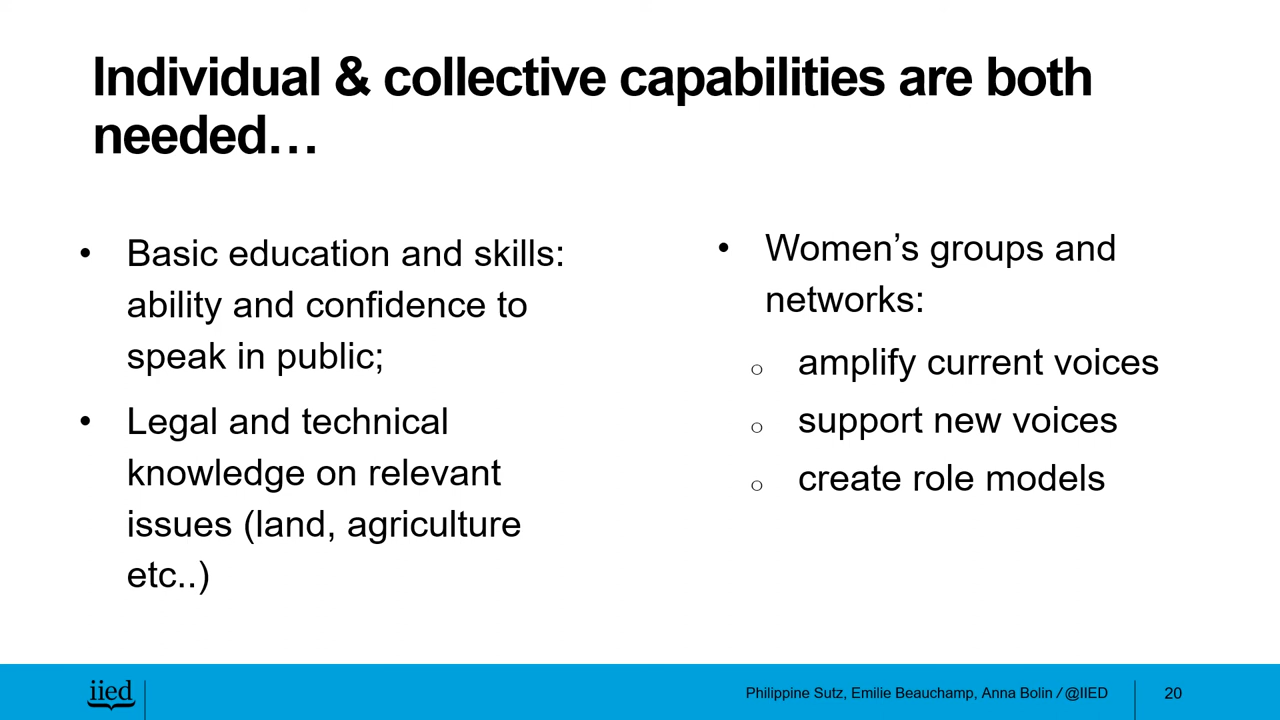 Individual & collective capabilities are both
needed…
• Basic education and skills:
ability and confidence to
speak in public;
• Legal and technical
knowledge on relevant
issues (land, agriculture
etc..)
• Women’s groups and
networks:
o amplify current voices
o support new voices
o create role models
iied
Philippine Sutz, Emilie Beauchamp, Anna Bolin / @IIED
20